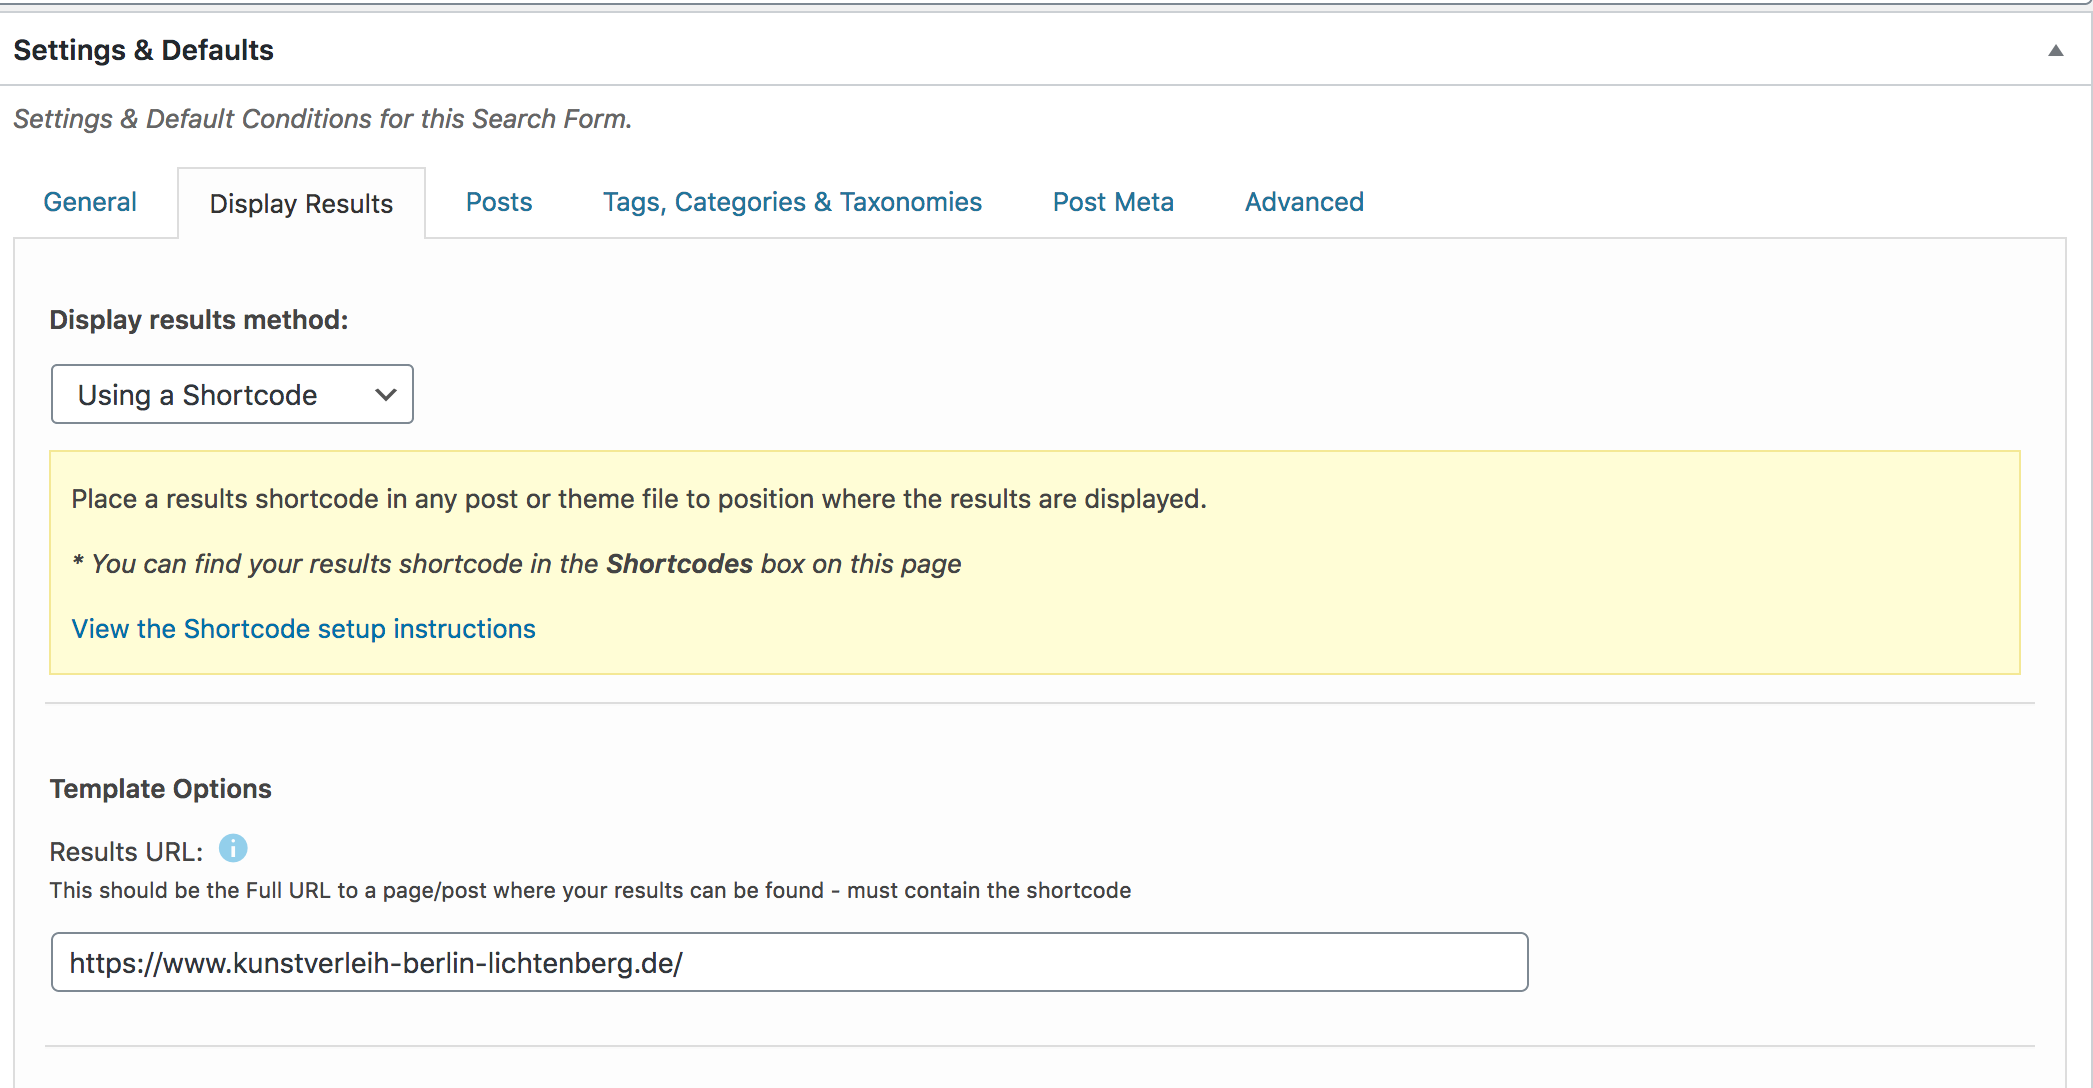 Settings & Defaults
Settings & Default Conditions for this Search Form.
General
Display Results
Posts
Tags, Categories & Taxonomies
Post Meta
Advanced
Display results method:
Using a Shortcode
Place a results shortcode in any post or theme file to position where the results are displayed.
* You can find your results shortcode in the Shortcodes box on this page
View the Shortcode setup instructions
Template Options
Results URL:
This should be the Full URL to a page/post where your results can be found - must contain the shortcode
https://www.kunstverleih-berlin-lichtenberg.de/